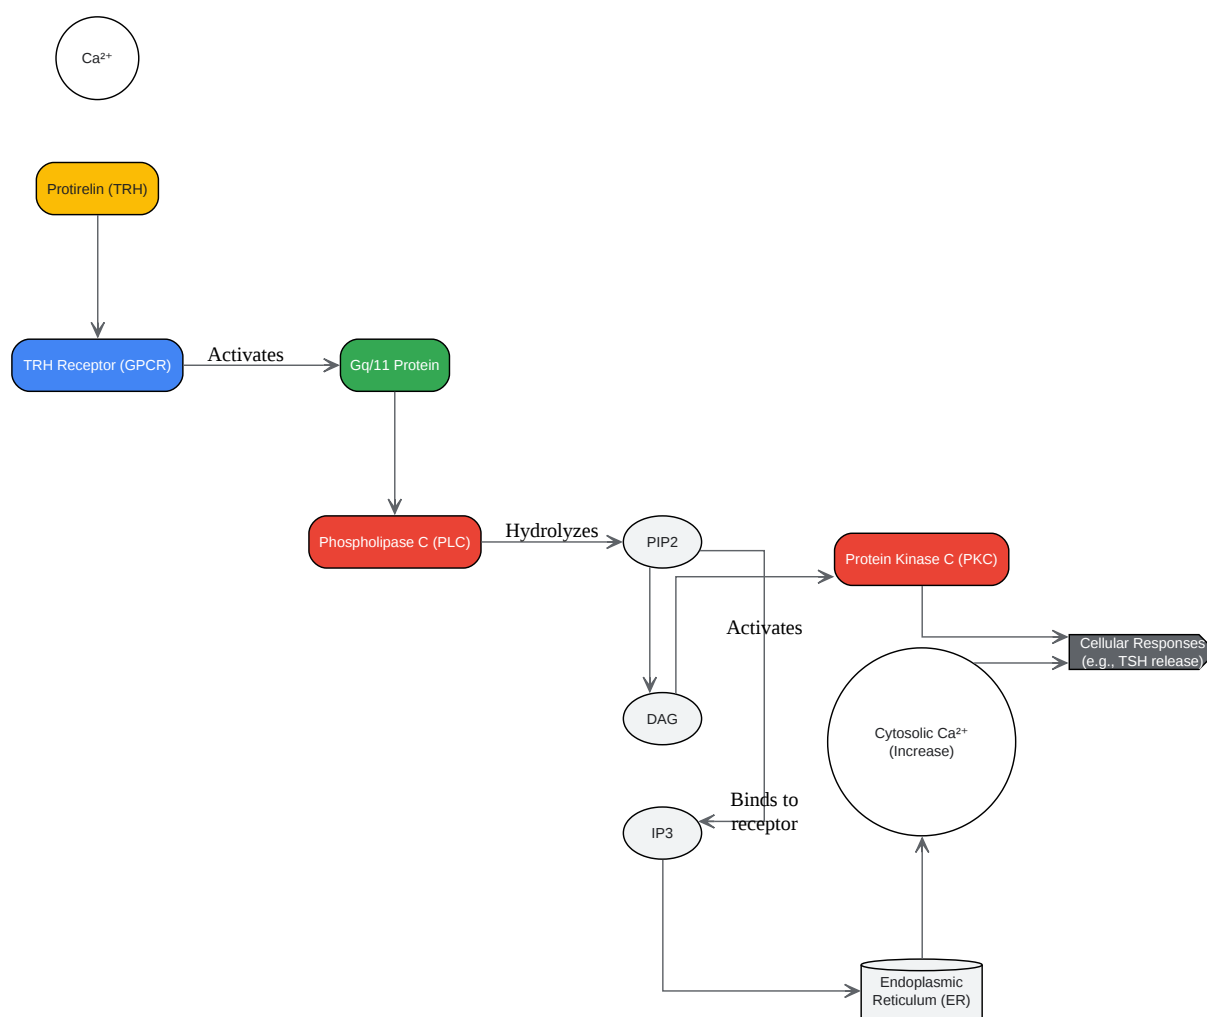 Ca²⁺
Protirelin (TRH)
TRH Receptor (GPCR)
Activates
Gq/11 Protein
Phospholipase C (PLC)
Hydrolyzes
PIP2
Protein Kinase C (PKC)
Activates
Cellular Responses
(e.g., TSH release)
DAG
Cytosolic Ca²⁺
(Increase)
Binds to
receptor
IP3
Endoplasmic
Reticulum (ER)